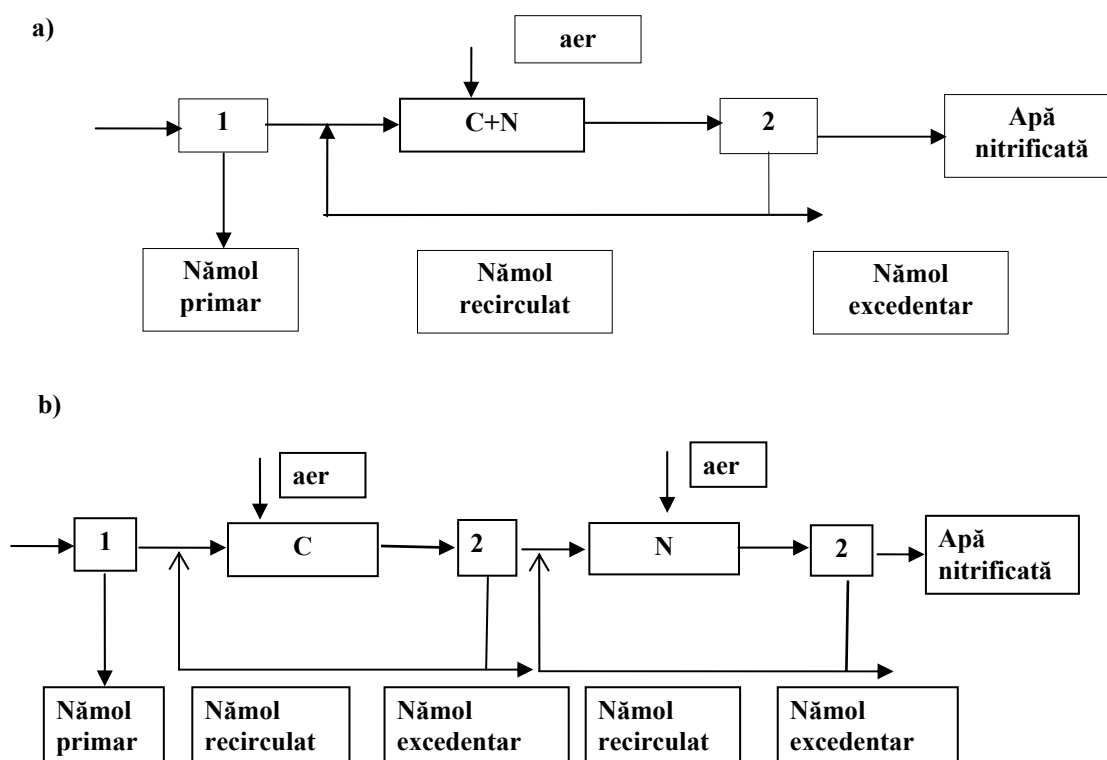 a)
aer
1
C+N
2
Apă
nitrificată
Nămol
primar
Nămol
recirculat
Nămol
excedentar
b)
aer
aer
1
C
2
N
2
Apă
nitrificată
Nămol
primar
Nămol
recirculat
Nămol
excedentar
Nămol
recirculat
Nămol
excedentar